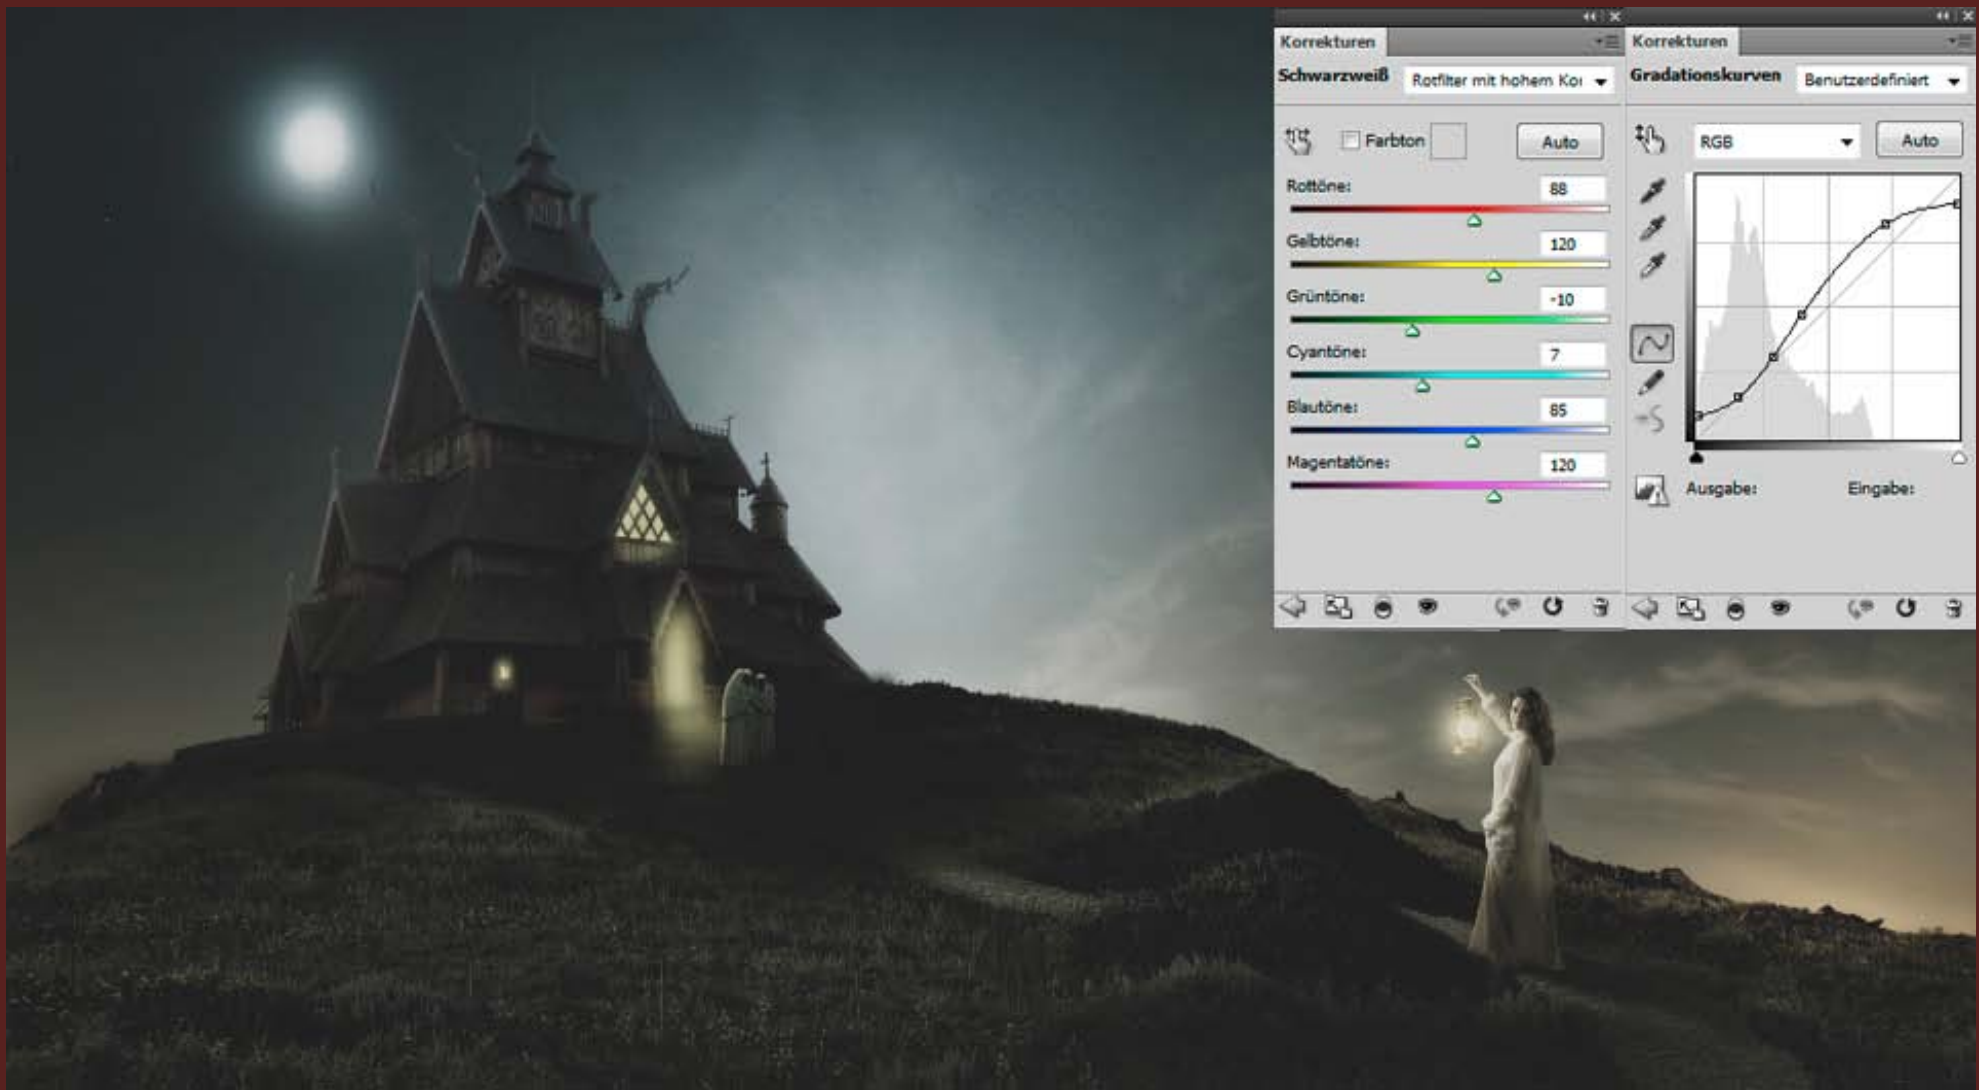 Korrekturen
Schwarzweiß Rotfilter mit hohem Kor
Farbton Auto
Rottöne: 88
Gelbtöne: 120
Grüntöne: -10
Cyantöne: 7
Blautöne: 85
Magentatöne: 120
Korrekturen
Gradationskurven Benutzerdefiniert
RGB Auto
Ausgabe: Eingabe: